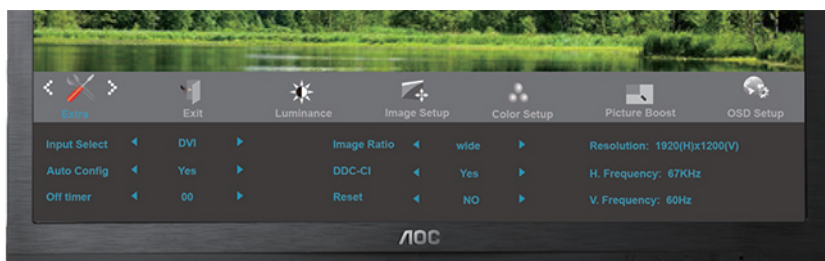 Extra Exit Luminance Image Setup Color Setup Picture Boost OSD Setup
Input Select DVI Image Ratio wide Resolution: 1920(H)x1200(V)
Auto Config Yes DDC-CI Yes H. Frequency: 67KHz
Off timer 00 Reset NO V. Frequency: 60Hz
AOC